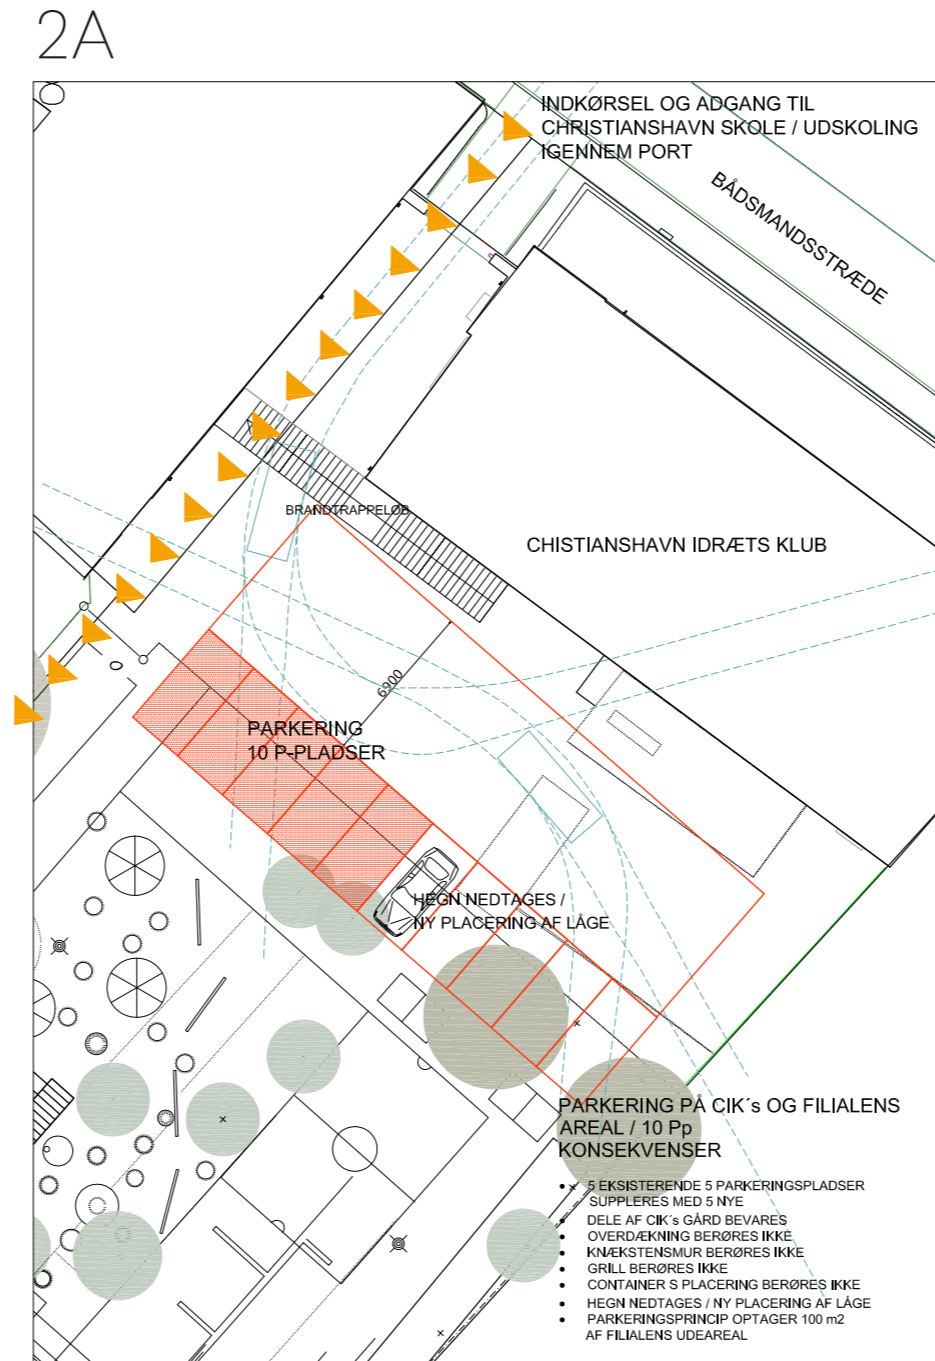 2A
INDKØRSEL OG ADGANG TIL
CHRISTIANSHAVN SKOLE / UDSKOLING
IGENNEM PORT
BÅDSMANDSSTRÆDE
BRANDTRAPPELØB
CHISTIANSHAVN IDRÆTS KLUB
6900
PARKERING
10 P-PLADSER
HEGN NEDTAGES /
NY PLACERING AF LÅGE
PARKERING PÅ CIK´s OG FILIALENS
AREAL / 10 Pp
KONSEKVENSER
• 5 EKSISTERENDE 5 PARKERINGSPLADSER
SUPPLERES MED 5 NYE
• DELE AF CIK´s GÅRD BEVARES
• OVERDÆKNING BERØRES IKKE
• KNÆKSTENSMUR BERØRES IKKE
• GRILL BERØRES IKKE
• CONTAINER S PLACERING BERØRES IKKE
• HEGN NEDTAGES / NY PLACERING AF LÅGE
• PARKERINGSPRINCIP OPTAGER 100 m2
AF FILIALENS UDEAREAL